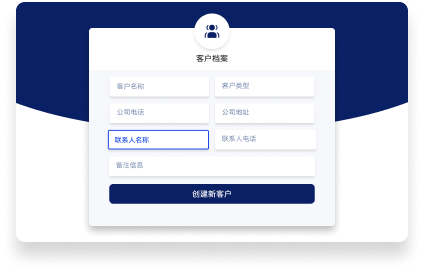 客户档案
客户名称
客户类型
公司电话
公司地址
联系人名称
联系人电话
备注信息
创建新客户